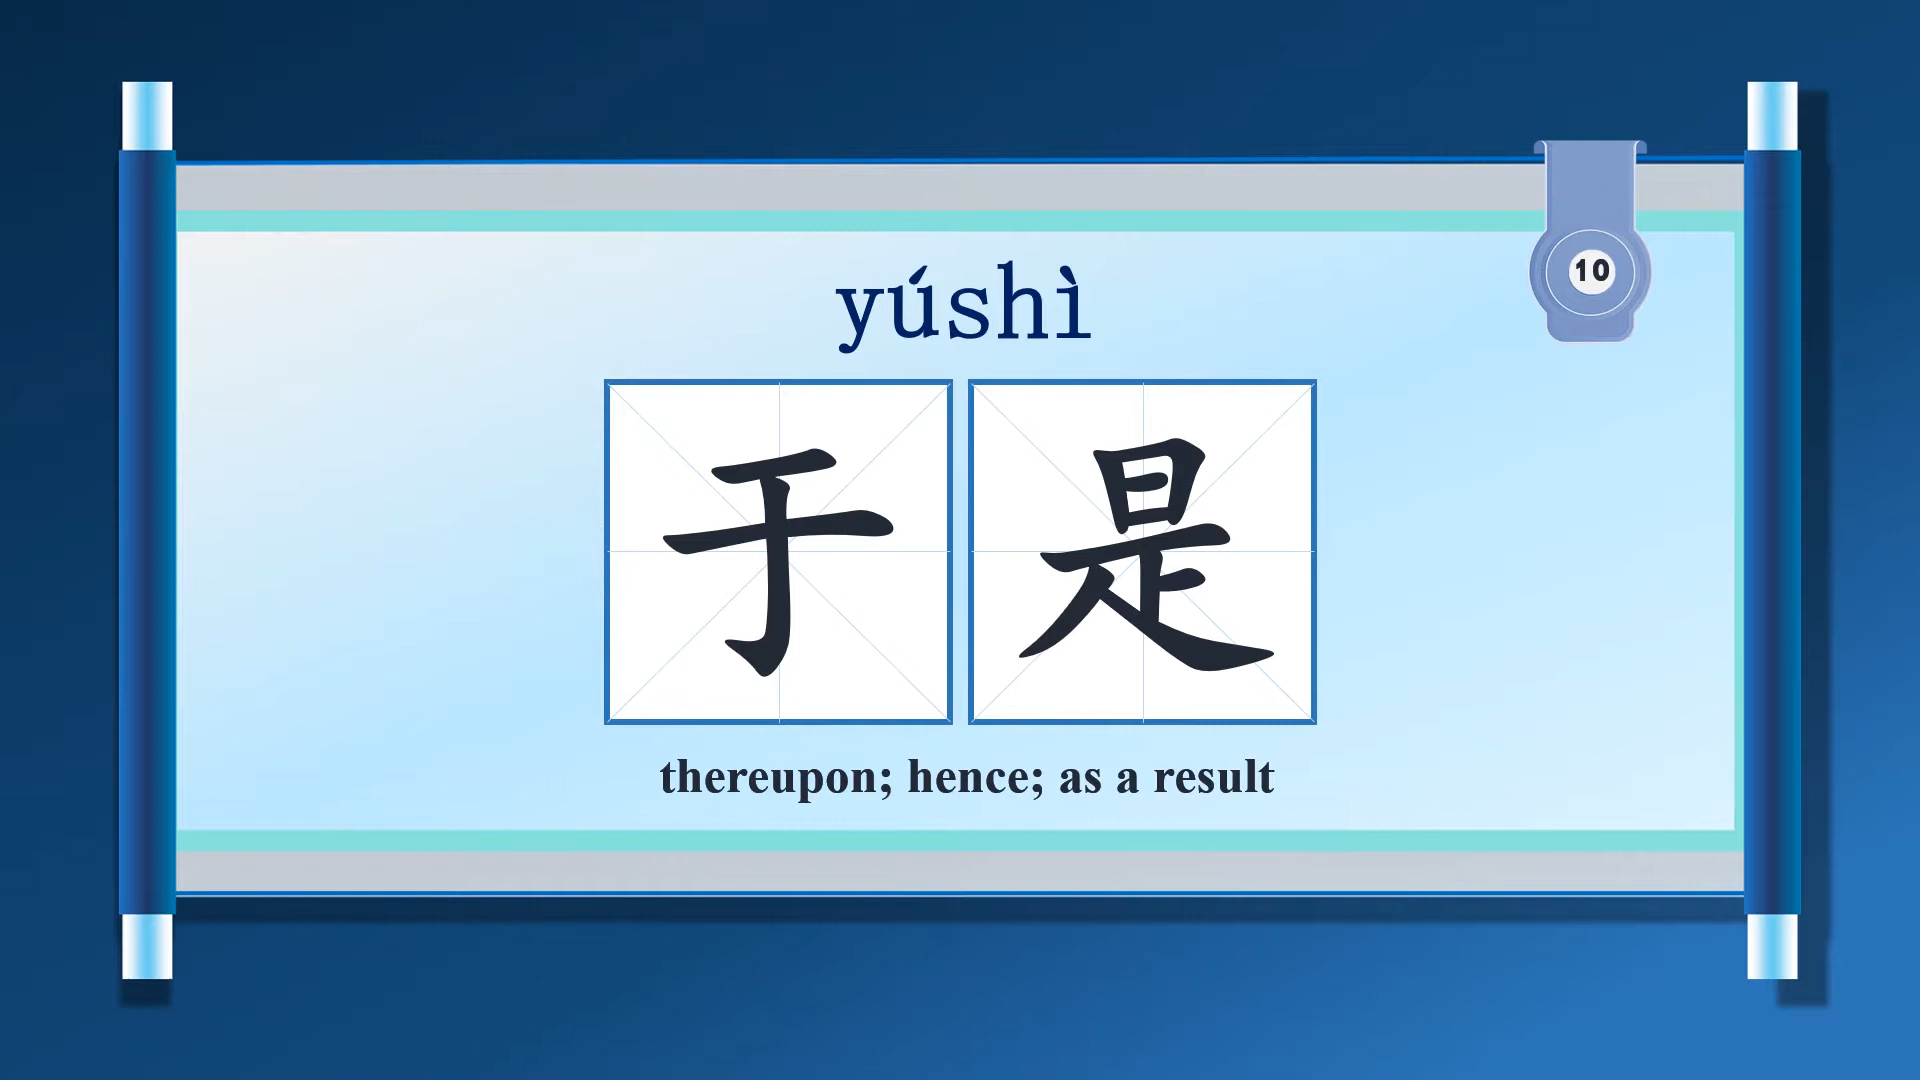 10
yúshì
于是
thereupon; hence; as a result